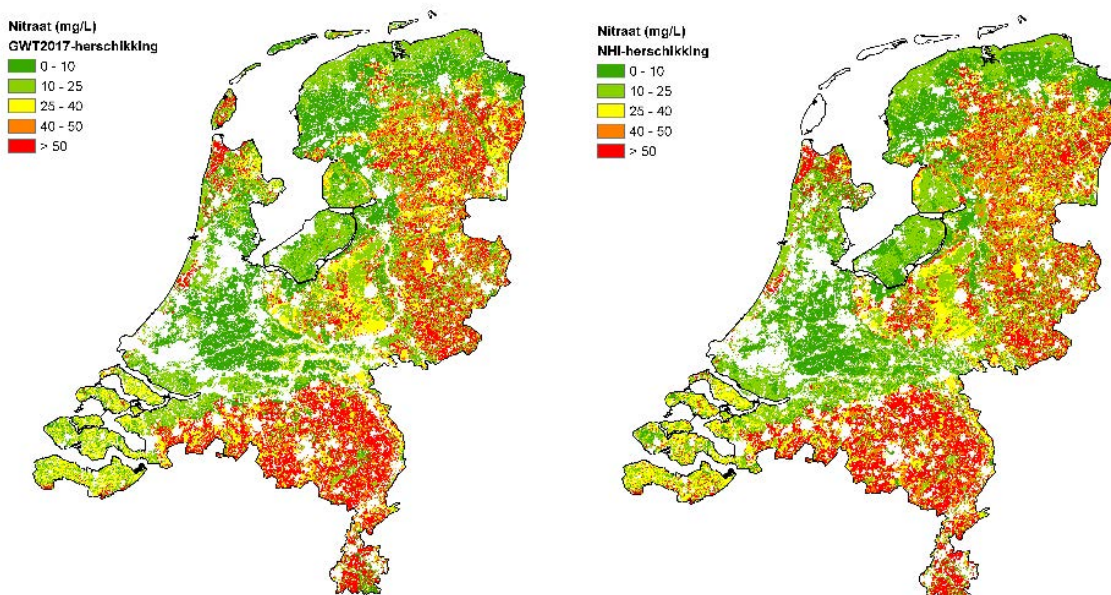 Nitraat (mg/L)
GWT2017-herschikking
0 - 10
10 - 25
25 - 40
40 - 50
> 50
Nitraat (mg/L)
NHI-herschikking
0 - 10
10 - 25
25 - 40
40 - 50
> 50